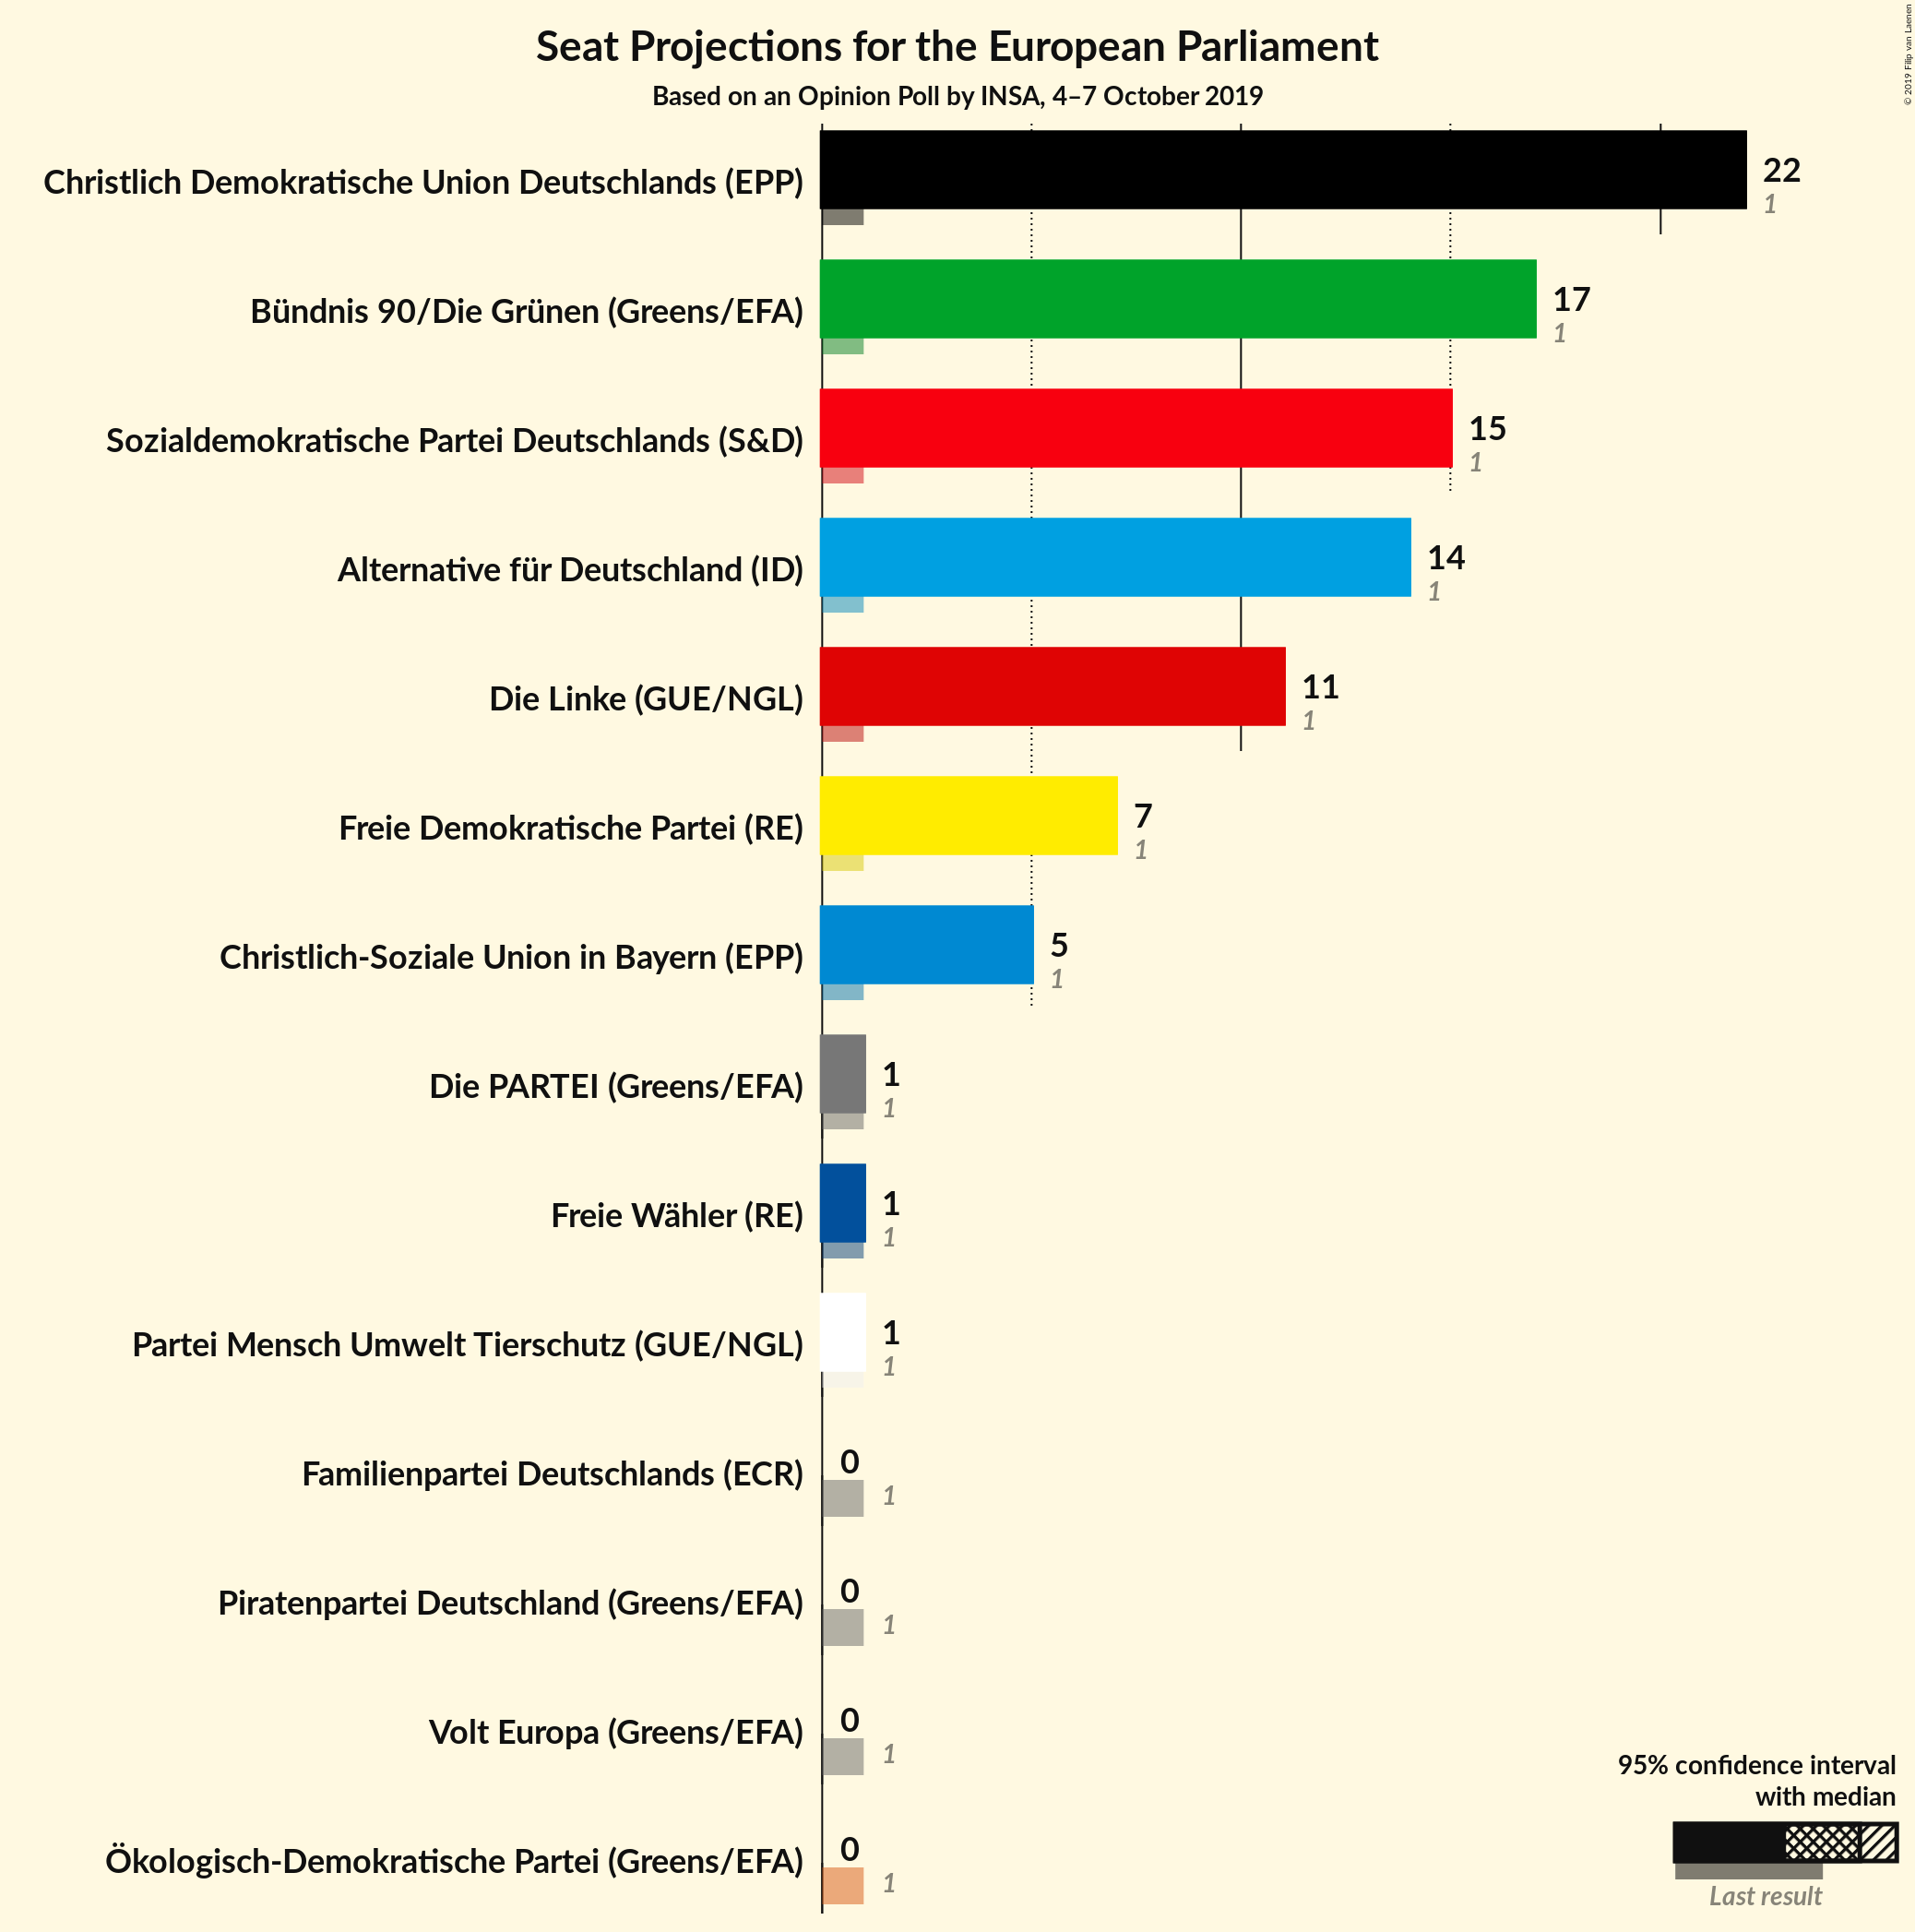 Seat Projections for the European Parliament
Based on an Opinion Poll by INSA, 4–7 October 2019
© 2019 Filip van Laenen
Christlich Demokratische Union Deutschlands (EPP)
22
1
Bündnis 90/Die Grünen (Greens/EFA)
17
1
Sozialdemokratische Partei Deutschlands (S&D)
15
1
Alternative für Deutschland (ID)
14
1
Die Linke (GUE/NGL)
11
1
Freie Demokratische Partei (RE)
7
1
Christlich-Soziale Union in Bayern (EPP)
5
1
Die PARTEI (Greens/EFA)
1
1
Freie Wähler (RE)
1
1
Partei Mensch Umwelt Tierschutz (GUE/NGL)
1
1
Familienpartei Deutschlands (ECR)
0
1
Piratenpartei Deutschland (Greens/EFA)
0
1
Volt Europa (Greens/EFA)
0
1
Ökologisch-Demokratische Partei (Greens/EFA)
0
1
95% confidence interval
with median
Last result